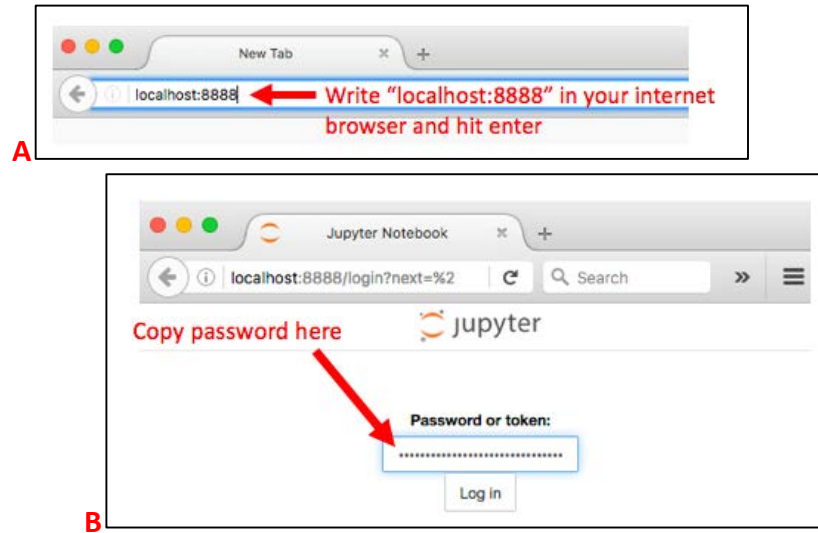 New Tab
localhost:8888
Write “localhost:8888” in your internet
browser and hit enter
A
Jupyter Notebook
localhost:8888/login?next=%2
Search
Copy password here
jupyter
Password or token:
Log in
B